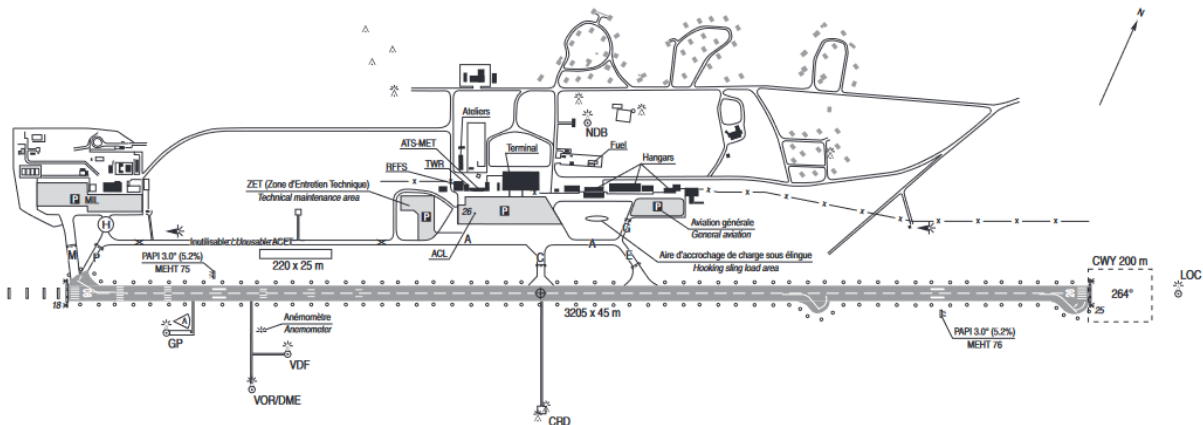 N
Ateliers
NDB
ATS-MET
TWR
RFFS
Terminal
Fuel
Hangars
ZET (Zone d'Entretien Technique)
Technical maintenance area
P
MIL
H
P
26
P
P
Aviation générale
General aviation
G
M
P
A
A
C
E
ACL
Inutilisable / Unusable ACFT
220 x 25 m
Aire d'accrochage de charge sous élingue
Hooking sling load area
PAPI 3.0° (5.2%)
MEHT 75
CWY 200 m
264°
LOC
18
08
26
25
3205 x 45 m
A
GP
Anémomètre
Anemometer
VDF
VOR/DME
CRD
PAPI 3.0° (5.2%)
MEHT 76